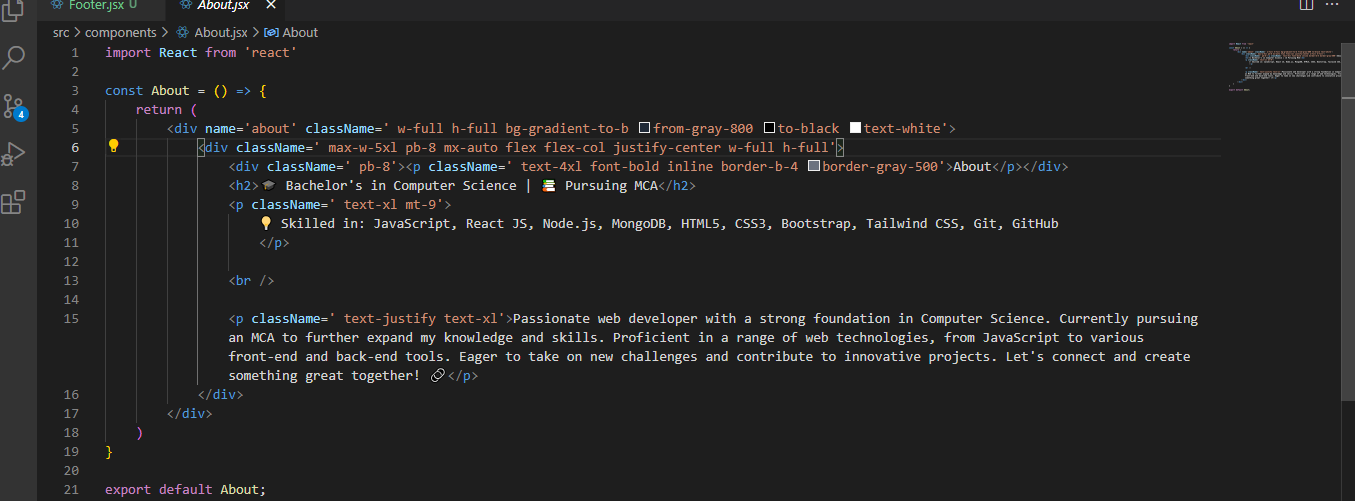 Footer.jsx U
About.jsx
src > components > About.jsx > About
1 import React from 'react'
2
3 const About = () => {
4 return (
5 <div name='about' className=' w-full h-full bg-gradient-to-b from-gray-800 to-black text-white'>
6 <div className=' max-w-5xl pb-8 mx-auto flex flex-col justify-center w-full h-full'>
7 <div className=' pb-8'><p className=' text-4xl font-bold inline border-b-4 border-gray-500'>About</p></div>
8 <h2>🎓 Bachelor's in Computer Science | 📚 Pursuing MCA</h2>
9 <p className=' text-xl mt-9'>
10 💡 Skilled in: JavaScript, React JS, Node.js, MongoDB, HTML5, CSS3, Bootstrap, Tailwind CSS, Git, GitHub
11 </p>
12
13 <br />
14
15 <p className=' text-justify text-xl'>Passionate web developer with a strong foundation in Computer Science. Currently pursuing
an MCA to further expand my knowledge and skills. Proficient in a range of web technologies, from JavaScript to various
front-end and back-end tools. Eager to take on new challenges and contribute to innovative projects. Let's connect and create
something great together! 🔗</p>
16 </div>
17 </div>
18 )
19 }
20
21 export default About;
4